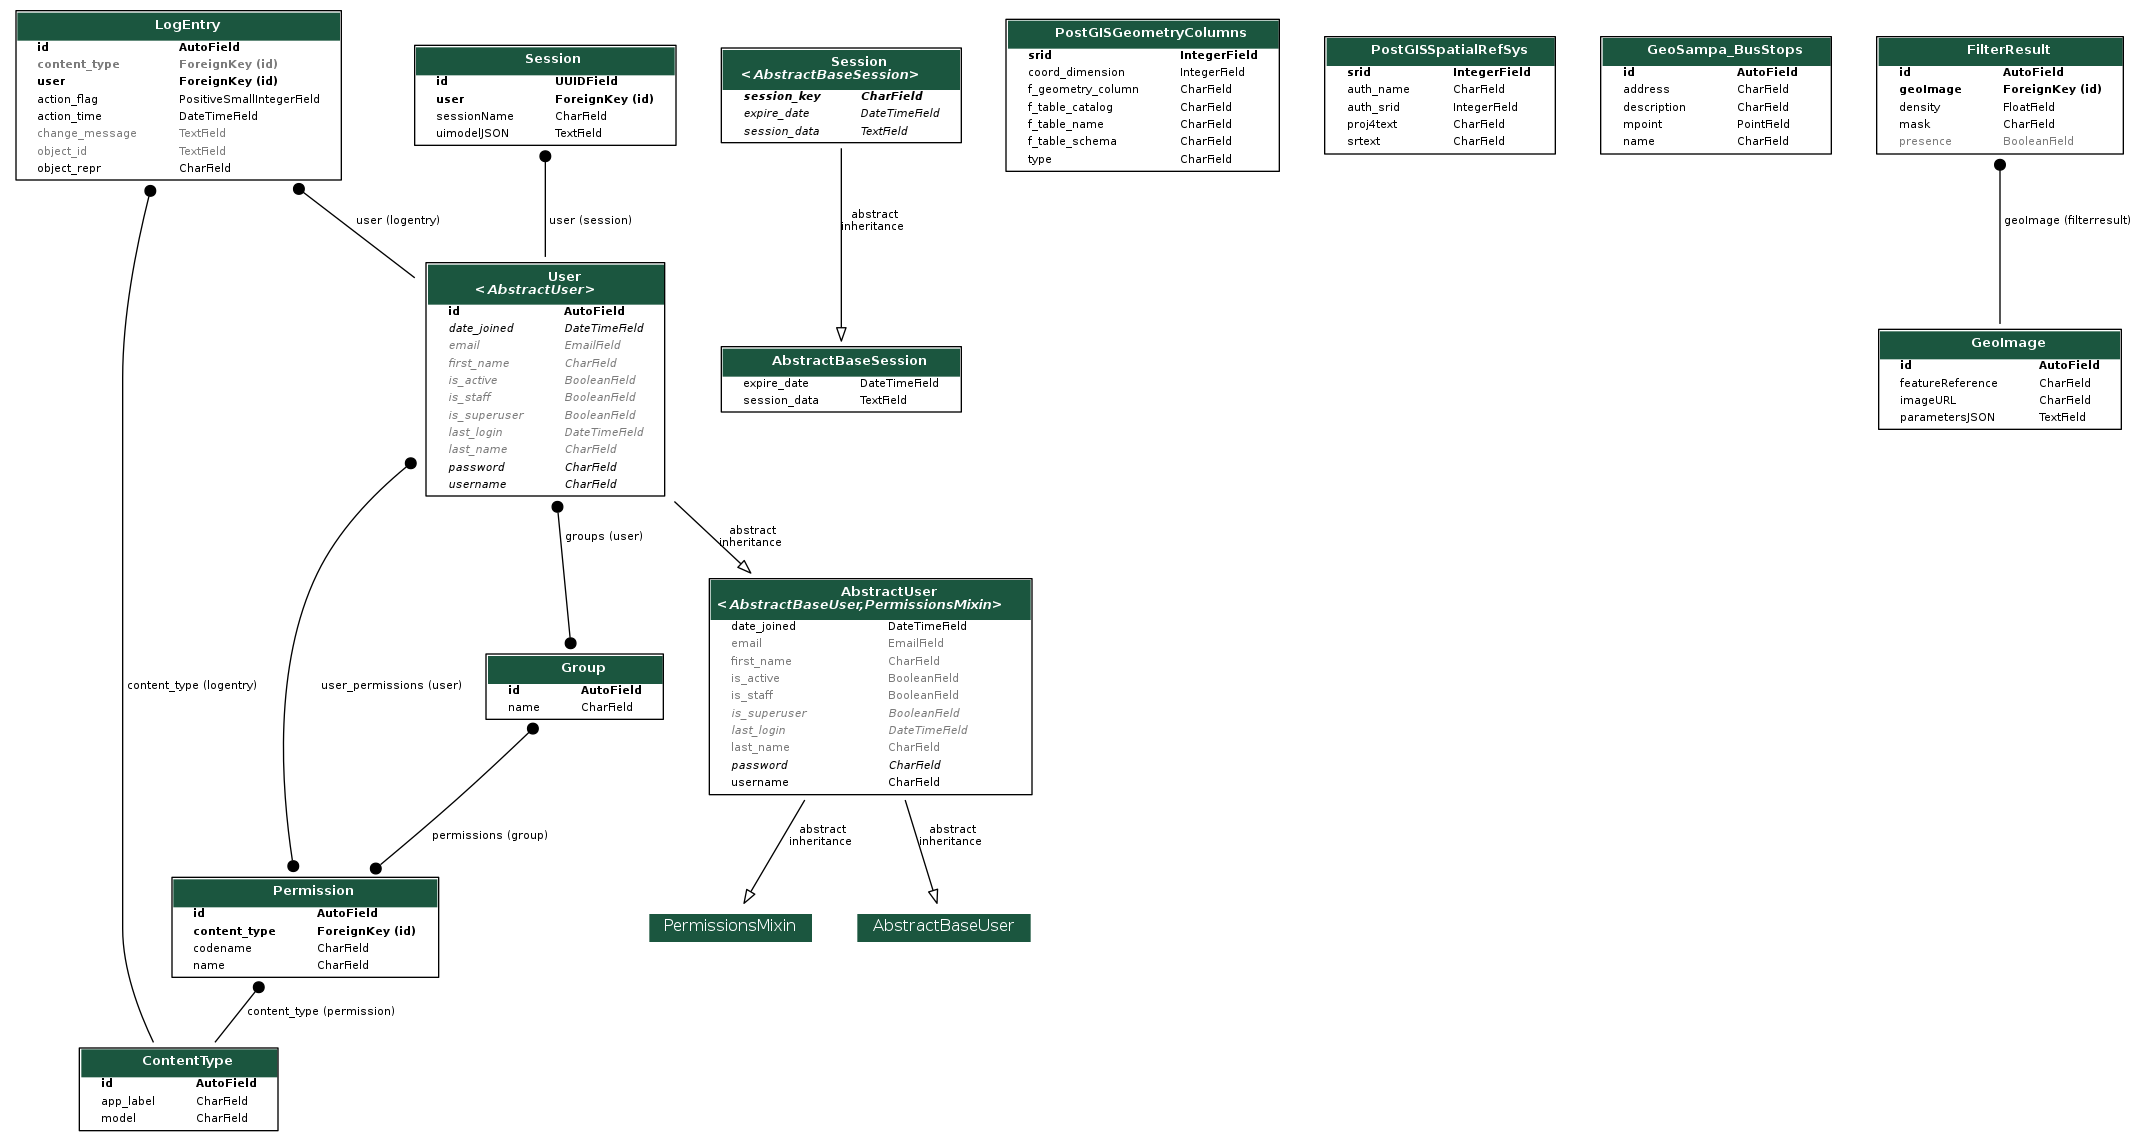 LogEntry
id AutoField
content_type ForeignKey (id)
user ForeignKey (id)
action_flag PositiveSmallIntegerField
action_time DateTimeField
change_message TextField
object_id TextField
object_repr CharField
Session
id UUIDField
user ForeignKey (id)
sessionName CharField
uimodelJSON TextField
Session
<AbstractBaseSession>
session_key CharField
expire_date DateTimeField
session_data TextField
PostGISGeometryColumns
srid IntegerField
coord_dimension IntegerField
f_geometry_column CharField
f_table_catalog CharField
f_table_name CharField
f_table_schema CharField
type CharField
PostGISSpatialRefSys
srid IntegerField
auth_name CharField
auth_srid IntegerField
proj4text CharField
srtext CharField
GeoSampa_BusStops
id AutoField
address CharField
description CharField
mpoint PointField
name CharField
FilterResult
id AutoField
geoImage ForeignKey (id)
density FloatField
mask CharField
presence BooleanField
user (logentry)
user (session)
abstract
inheritance
geoImage (filterresult)
User
<AbstractUser>
id AutoField
date_joined DateTimeField
email EmailField
first_name CharField
is_active BooleanField
is_staff BooleanField
is_superuser BooleanField
last_login DateTimeField
last_name CharField
password CharField
username CharField
AbstractBaseSession
expire_date DateTimeField
session_data TextField
GeoImage
id AutoField
featureReference CharField
imageURL CharField
parametersJSON TextField
groups (user)
abstract
inheritance
AbstractUser
<AbstractBaseUser,PermissionsMixin>
date_joined DateTimeField
email EmailField
first_name CharField
is_active BooleanField
is_staff BooleanField
is_superuser BooleanField
last_login DateTimeField
last_name CharField
password CharField
username CharField
Group
id AutoField
name CharField
content_type (logentry)
user_permissions (user)
permissions (group)
abstract
inheritance
abstract
inheritance
PermissionsMixin
AbstractBaseUser
Permission
id AutoField
content_type ForeignKey (id)
codename CharField
name CharField
content_type (permission)
ContentType
id AutoField
app_label CharField
model CharField